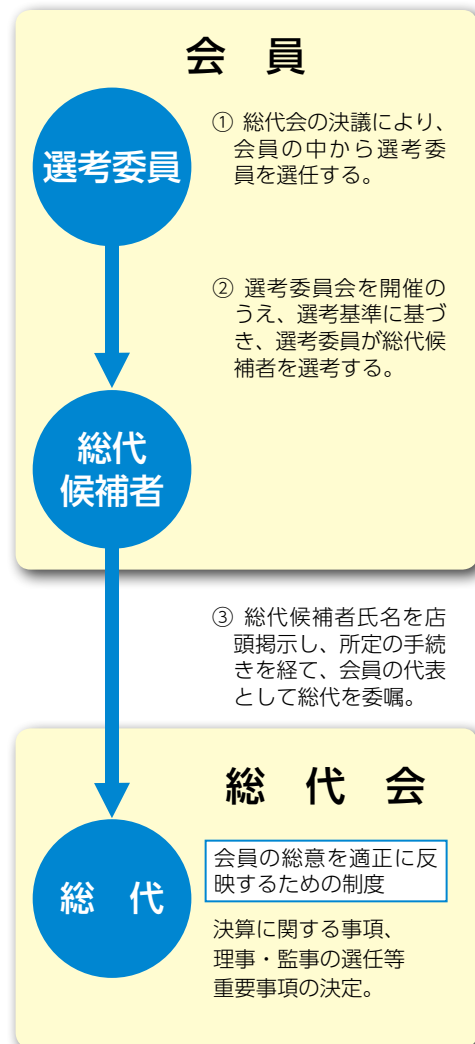 会 員
選考委員
① 総代会の決議により、
会員の中から選考委
員を選任する。
② 選考委員会を開催の
うえ、選考基準に基づ
き、選考委員が総代候
補者を選考する。
総代
候補者
③ 総代候補者氏名を店
頭掲示し、所定の手続
きを経て、会員の代表
として総代を委嘱。
総 代 会
総 代
会員の総意を適正に反
映するための制度
決算に関する事項、
理事・監事の選任等
重要事項の決定。